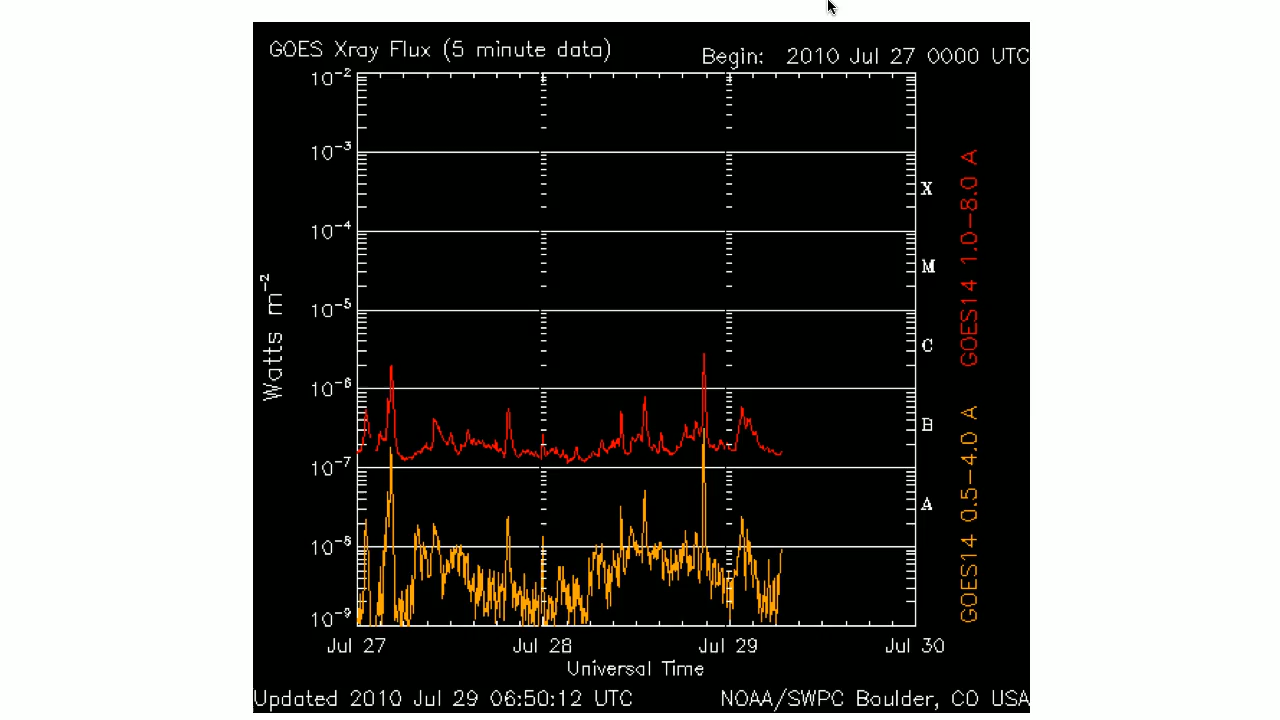 GOES Xray Flux (5 minute data)
Begin: 2010 Jul 27 0000 UTC
10⁻²
10⁻³
10⁻⁴
10⁻⁵
10⁻⁶
10⁻⁷
10⁻⁸
10⁻⁹
Watts m⁻²
X
M
C
B
A
GOES14 1.0-8.0 A
GOES14 0.5-4.0 A
Jul 27 Jul 28 Jul 29 Jul 30
Universal Time
Updated 2010 Jul 29 06:50:12 UTC
NOAA/SWPC Boulder, CO USA